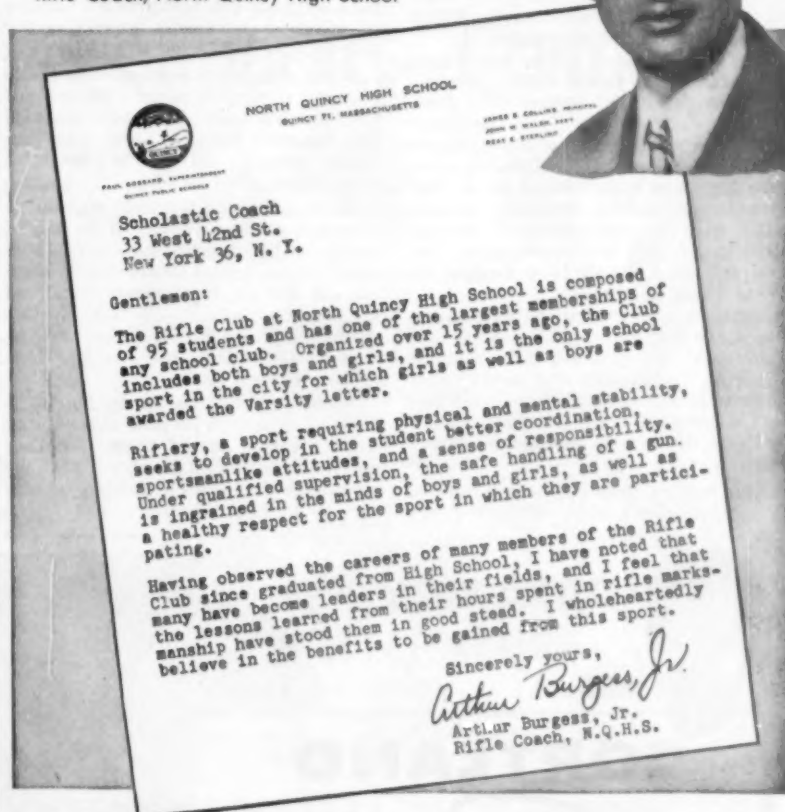 NORTH QUINCY HIGH SCHOOL
QUINCY 71, MASSACHUSETTS
JAMES S. COLLINS, PRINCIPAL
JOHN W. WALSH,
PAUL GOSSARD, SUPERINTENDENT
QUINCY PUBLIC SCHOOLS
Scholastic Coach
33 West 42nd St.
New York 36, N. Y.
Gentlemen:
The Rifle Club at North Quincy High School is composed
of 95 students and has one of the largest memberships of
any school club. Organized over 15 years ago, the Club
includes both boys and girls, and it is the only school
sport in the city for which girls as well as boys are
awarded the Varsity letter.
Riflery, a sport requiring physical and mental stability,
seeks to develop in the student better coordination,
sportsmanlike attitudes, and a sense of responsibility.
Under qualified supervision, the safe handling of a gun.
is ingrained in the minds of boys and girls, as well as
a healthy respect for the sport in which they are partici-
pating.
Having observed the careers of many members of the Rifle
Club since graduated from High School, I have noted that
many have become leaders in their fields, and I feel that
the lessons learned from their hours spent in rifle marks-
manship have stood them in good stead. I wholeheartedly
believe in the benefits to be gained from this sport.
Sincerely yours,
Arthur Burgess, Jr.
Arthur Burgess, Jr.
Rifle Coach, N.Q.H.S.